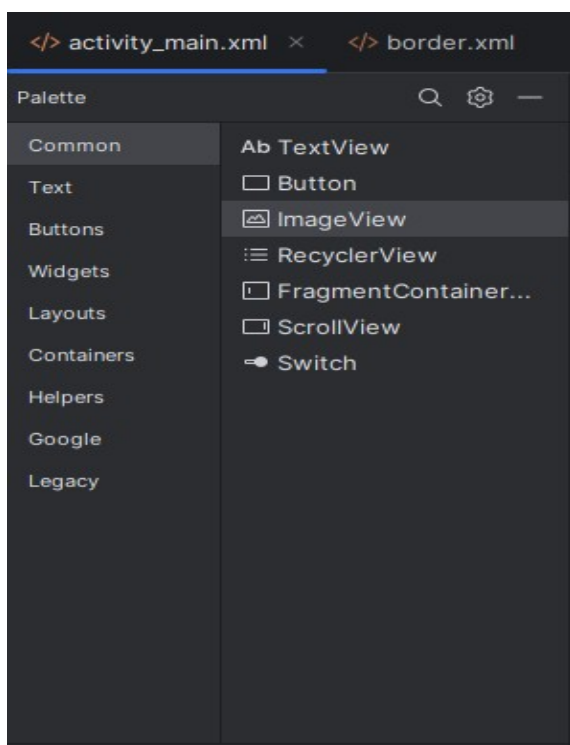 </> activity_main.xml × </> border.xml
Palette
Common
Text
Buttons
Widgets
Layouts
Containers
Helpers
Google
Legacy
Ab TextView
Button
ImageView
RecyclerView
FragmentContainer...
ScrollView
Switch